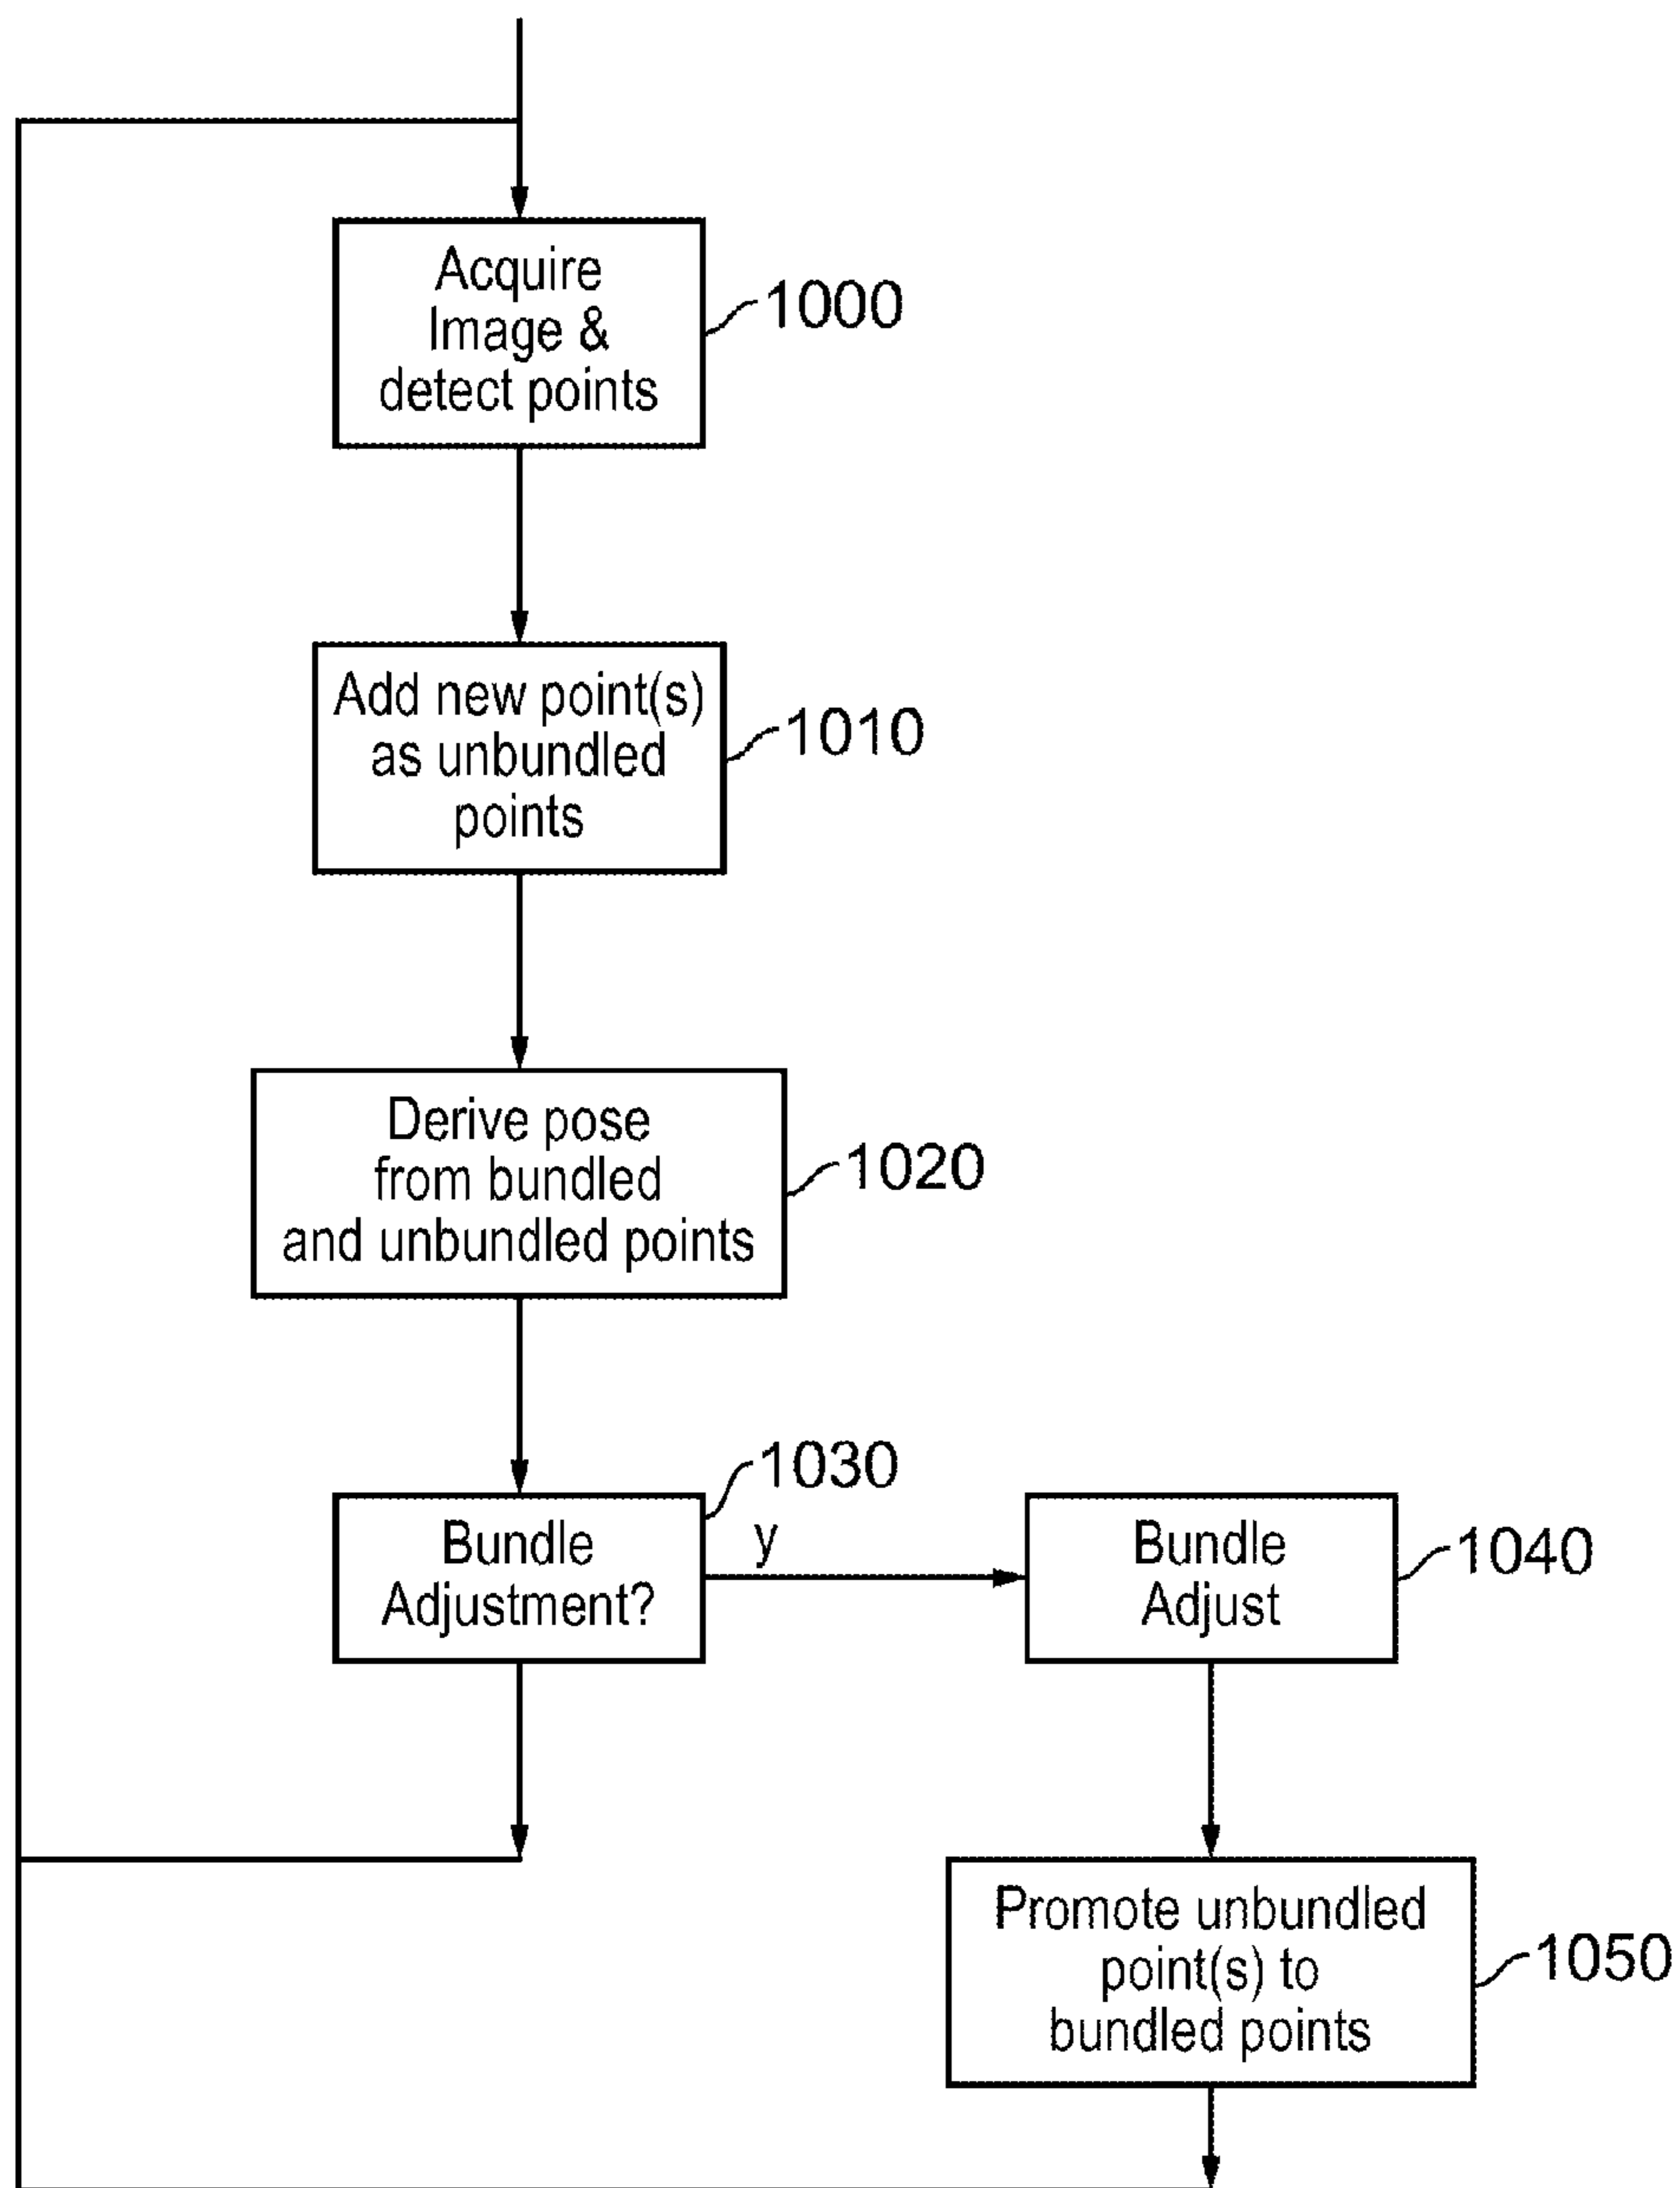 Acquire
Image &
detect points
1000
Add new point(s)
as unbundled
points
1010
Derive pose
from bundled
and unbundled points
1020
Bundle
Adjustment?
1030
y
Bundle
Adjust
1040
Promote unbundled
point(s) to
bundled points
1050